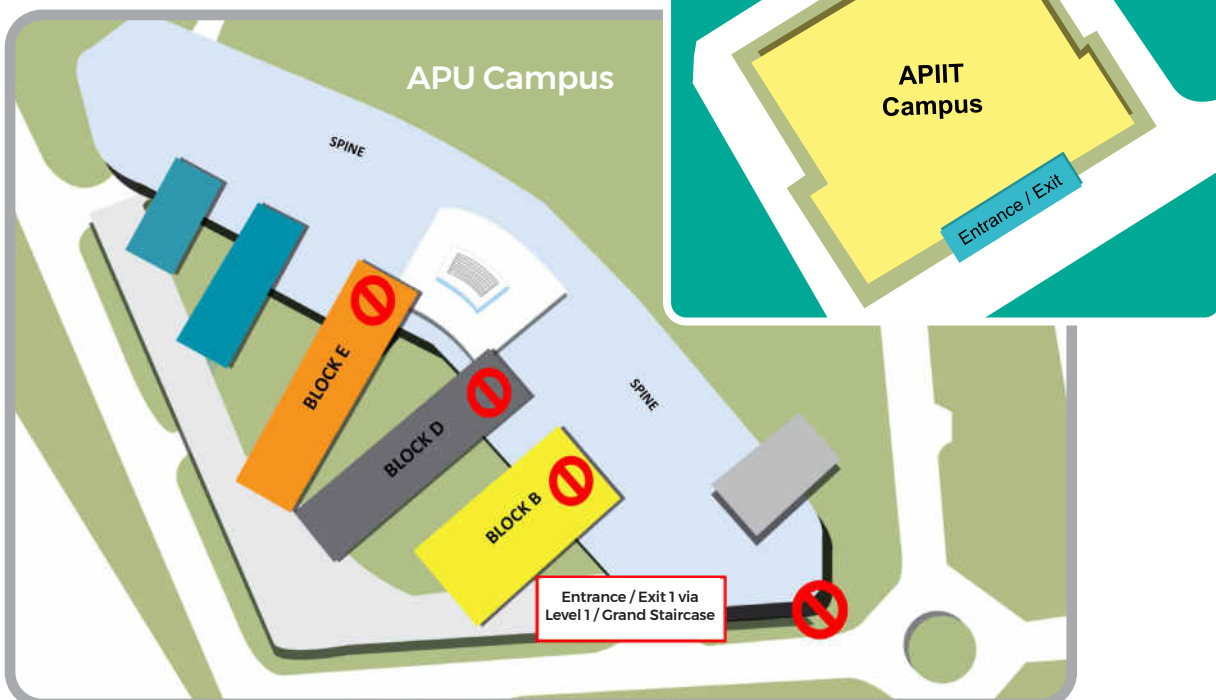 APU Campus
APIIT
Campus
Entrance / Exit
SPINE
BLOCK E
BLOCK D
SPINE
BLOCK B
Entrance / Exit 1 via
Level 1 / Grand Staircase